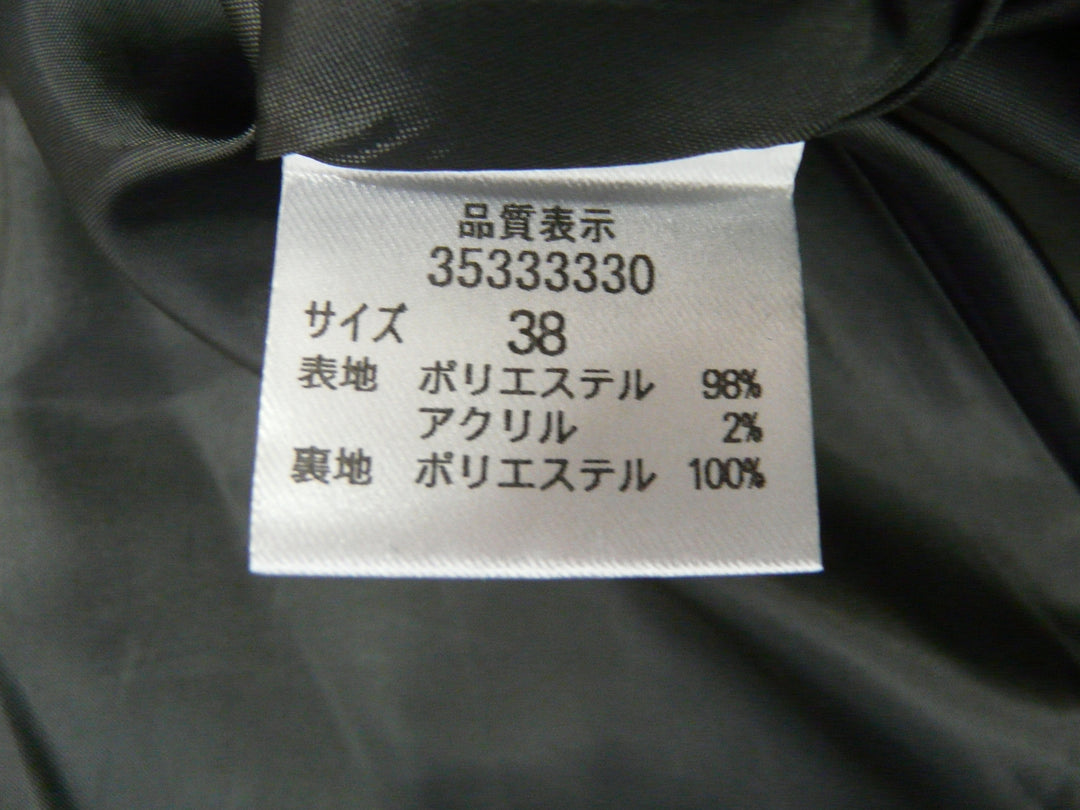 品質表示
35333330
サイズ 38
表地 ポリエステル 98%
アクリル 2%
裏地 ポリエステル 100%